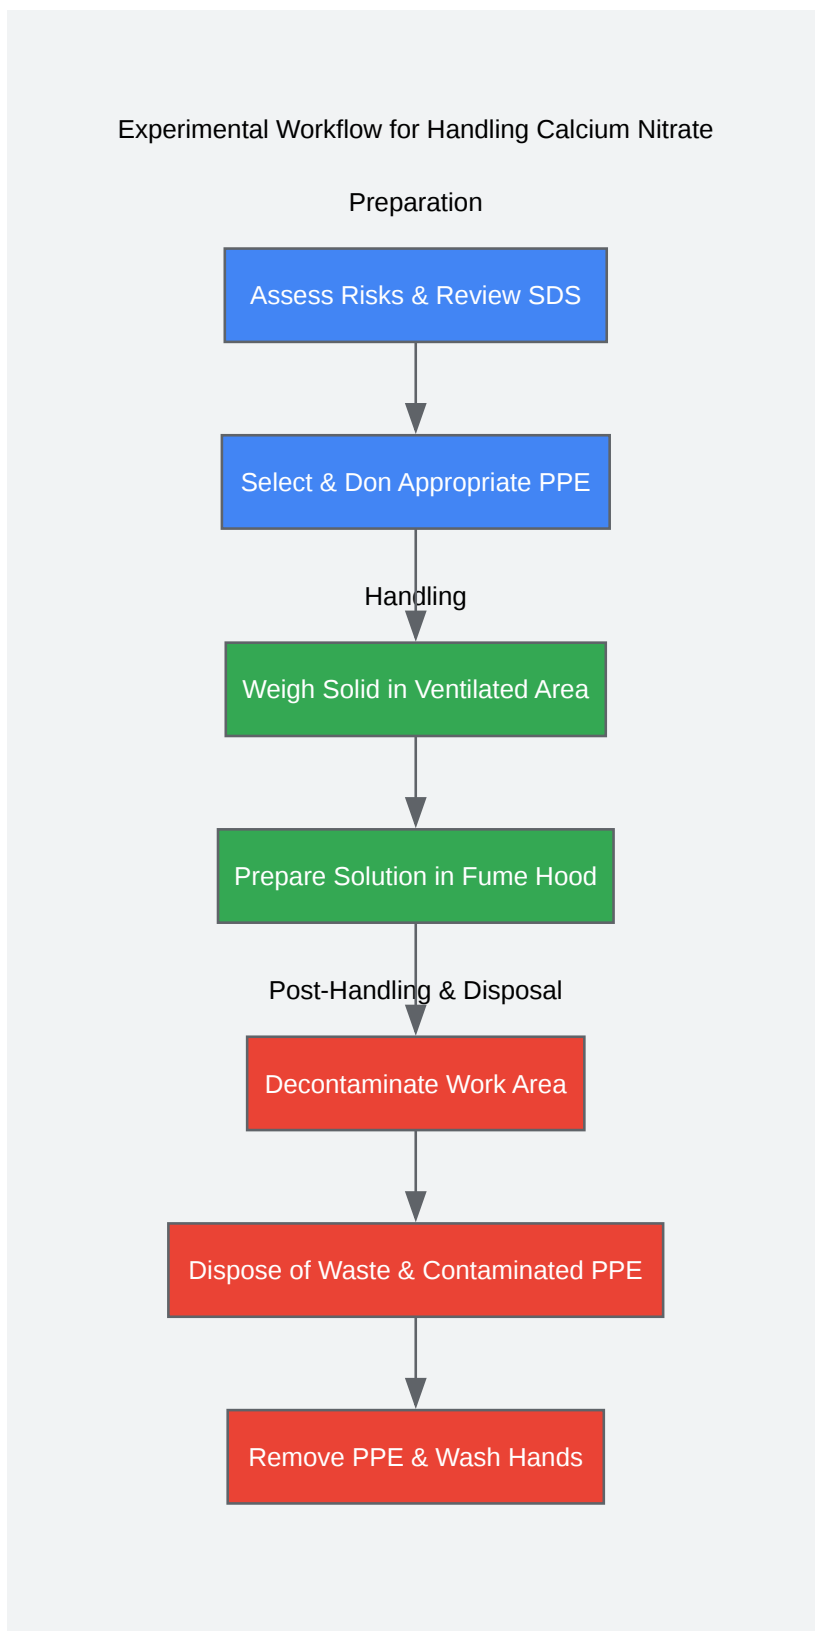 Experimental Workflow for Handling Calcium Nitrate
Preparation
Assess Risks & Review SDS
Select & Don Appropriate PPE
Handling
Weigh Solid in Ventilated Area
Prepare Solution in Fume Hood
Post-Handling & Disposal
Decontaminate Work Area
Dispose of Waste & Contaminated PPE
Remove PPE & Wash Hands